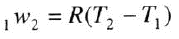 ₁w₂ = R(T₂ − T₁)